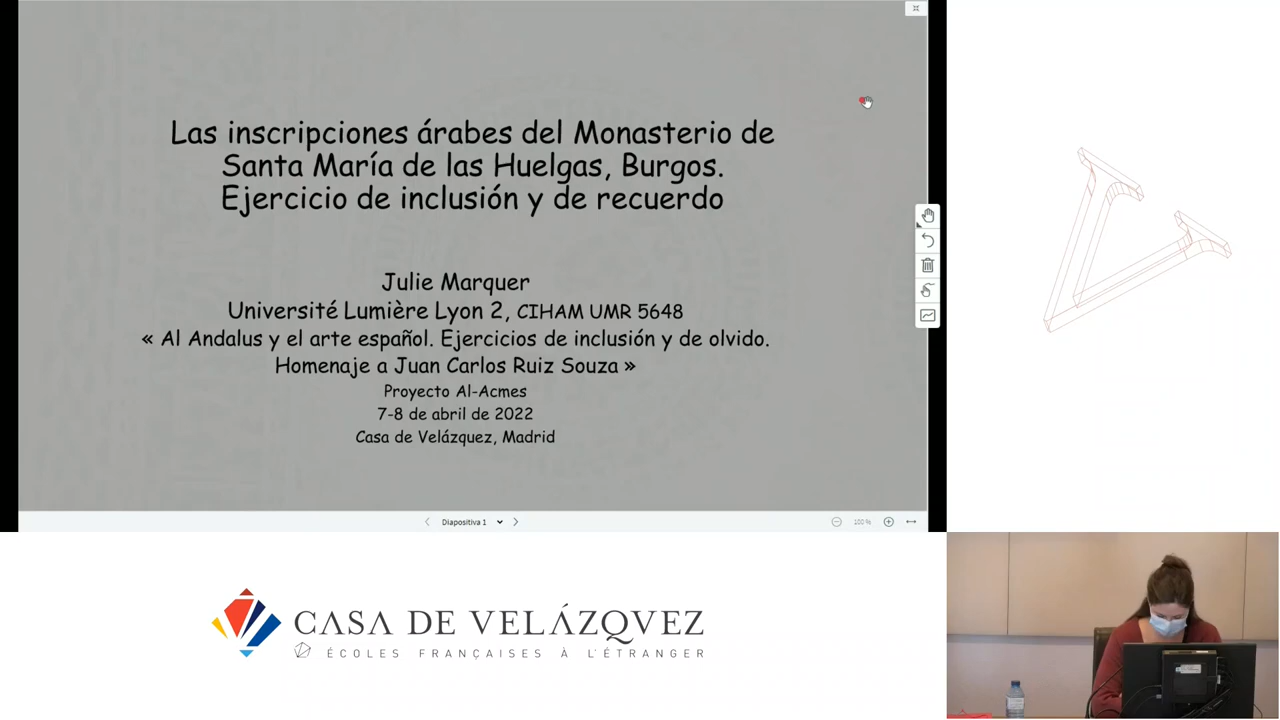 Las inscripciones árabes del Monasterio de
Santa María de las Huelgas, Burgos.
Ejercicio de inclusión y de recuerdo
Julie Marquer
Université Lumière Lyon 2, CIHAM UMR 5648
« Al Andalus y el arte español. Ejercicios de inclusión y de olvido.
Homenaje a Juan Carlos Ruiz Souza »
Proyecto Al-Acmes
7-8 de abril de 2022
Casa de Velázquez, Madrid
Diapositiva 1
100 %
CASA DE VELÁZQVEZ
ÉCOLES FRANÇAISES À L'ÉTRANGER